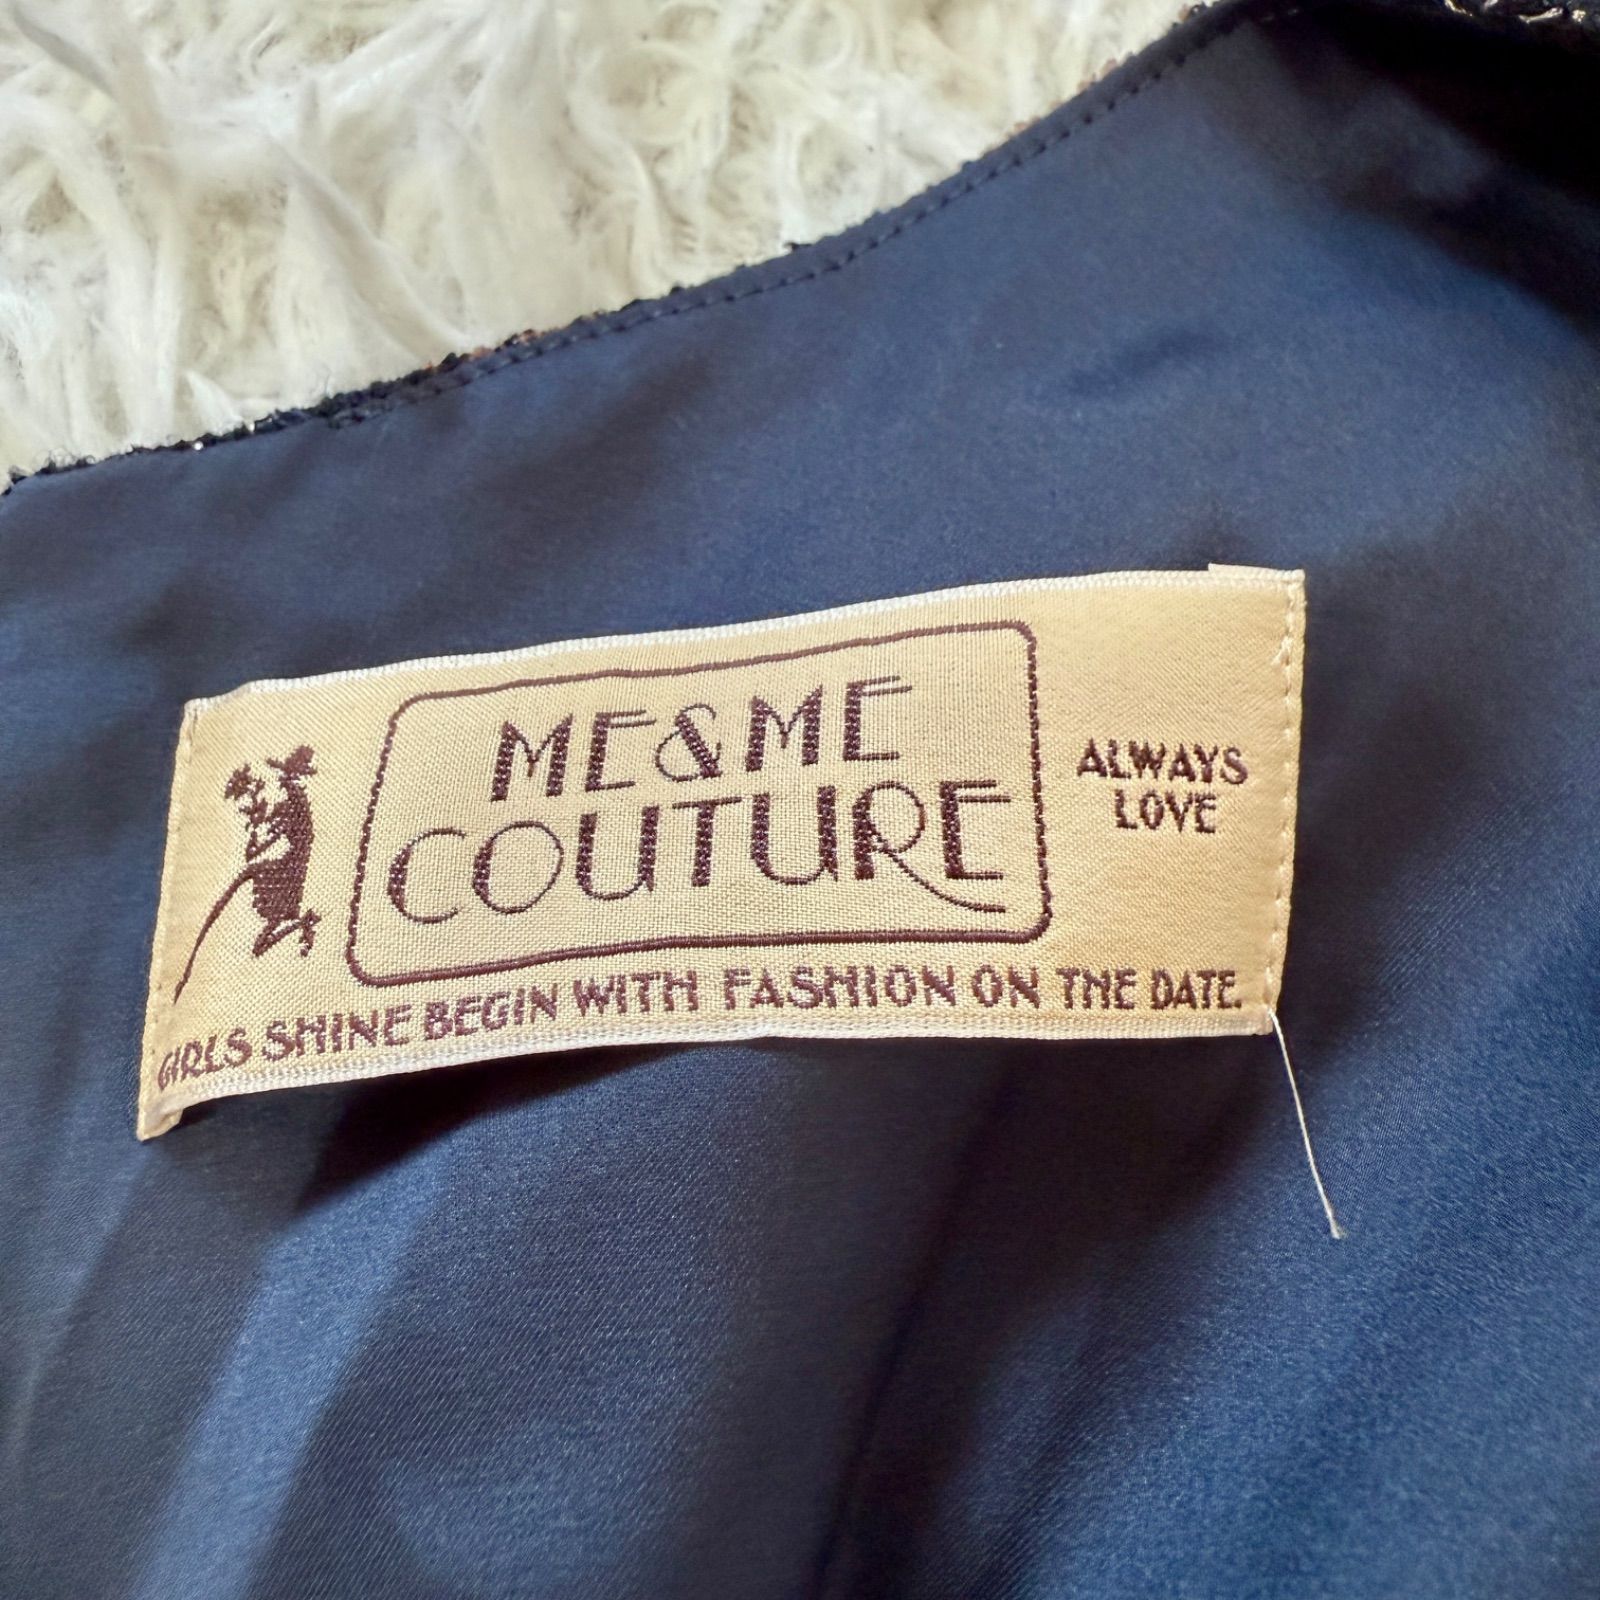 ME&ME
COUTURE
ALWAYS
LOVE
GIRLS SHINE BEGIN WITH FASHION ON THE DATE.